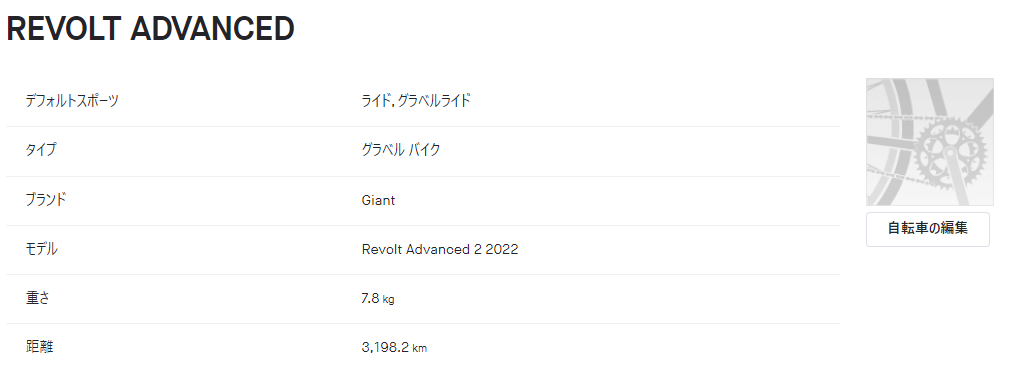 REVOLT ADVANCED
デフォルトスポーツ ライド, グラベルライド
タイプ グラベル バイク
ブランド Giant
モデル Revolt Advanced 2 2022
重さ 7.8 kg
距離 3,198.2 km
自転車の編集